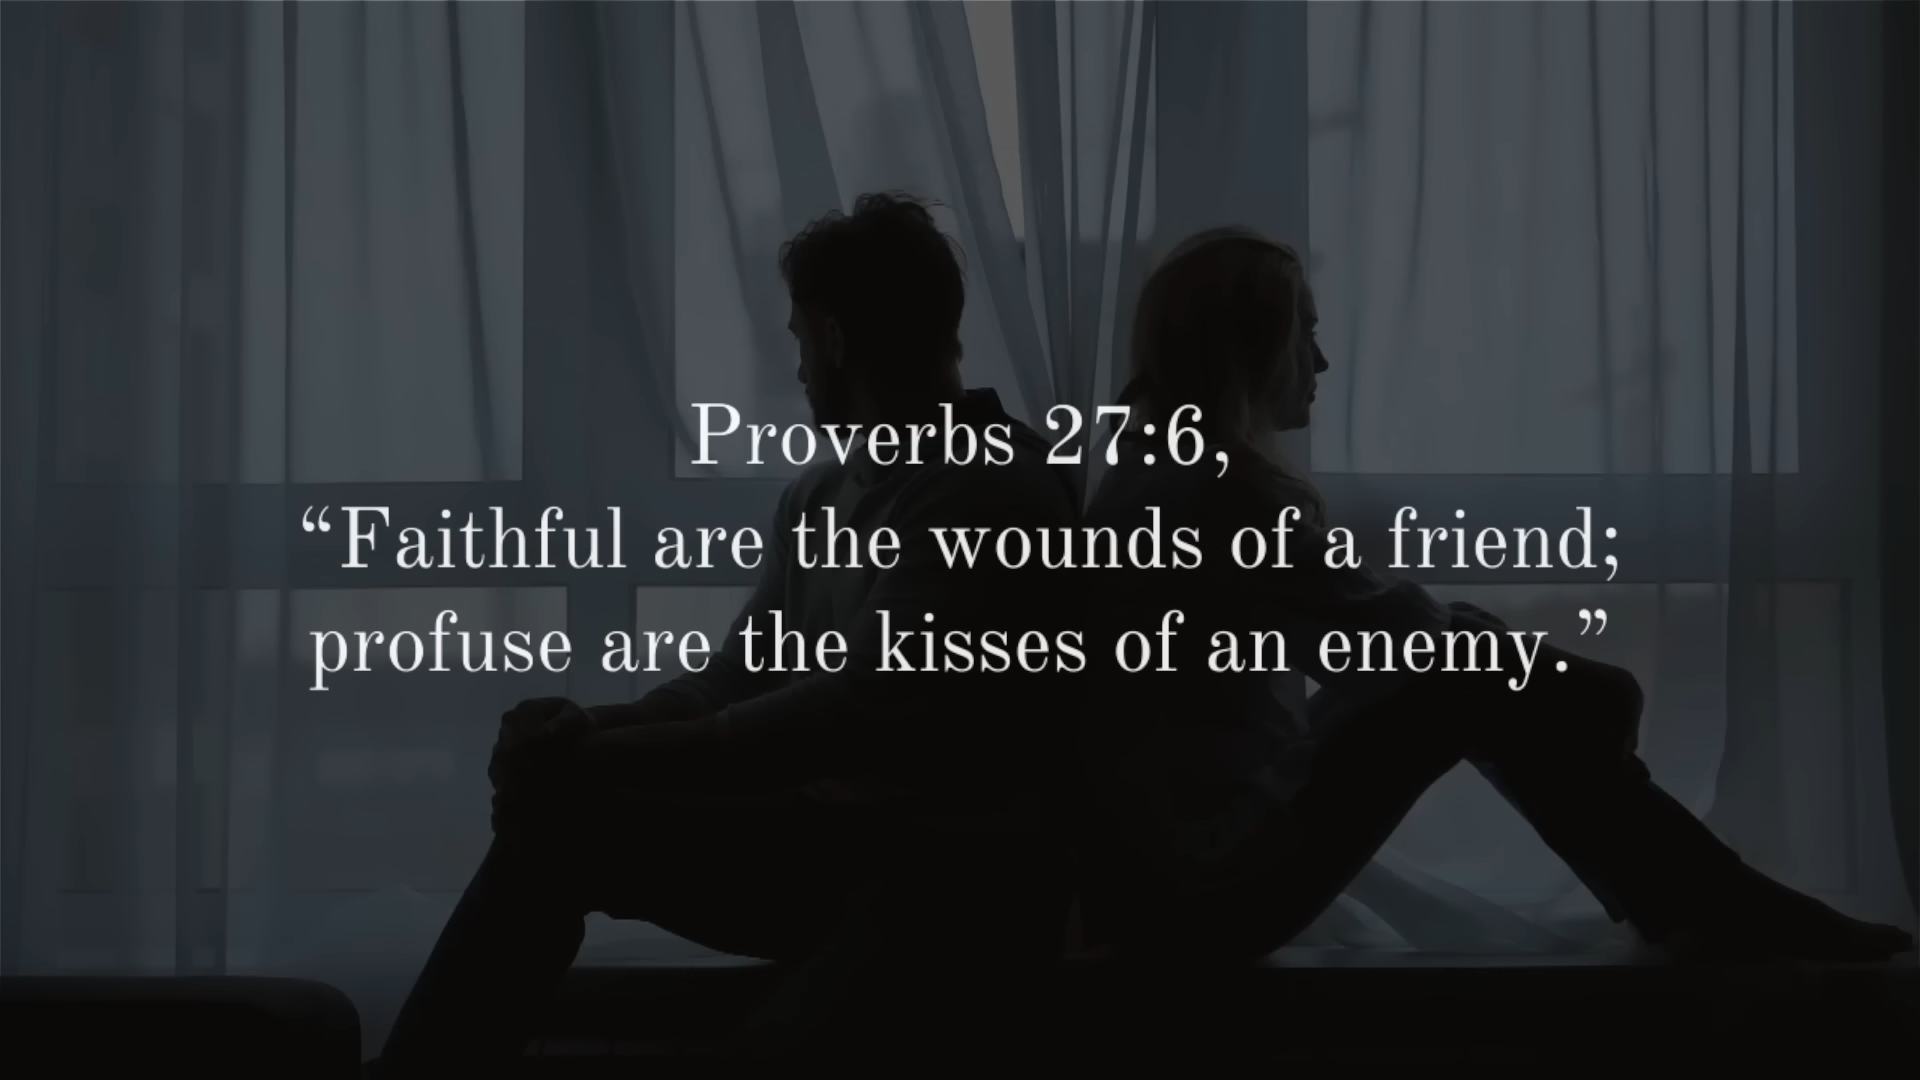 Proverbs 27:6,
“Faithful are the wounds of a friend;
profuse are the kisses of an enemy.”